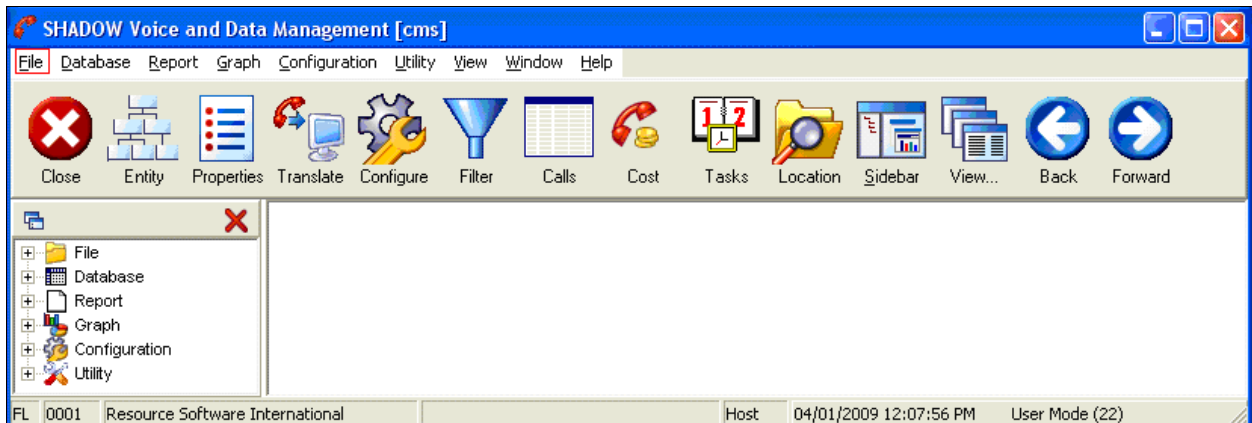 SHADOW Voice and Data Management [cms]
File Database Report Graph Configuration Utility View Window Help
1 2
Close Entity Properties Translate Configure Filter Calls Cost Tasks Location Sidebar View... Back Forward
File
Database
Report
Graph
Configuration
Utility
FL 0001 Resource Software International Host 04/01/2009 12:07:56 PM User Mode (22)